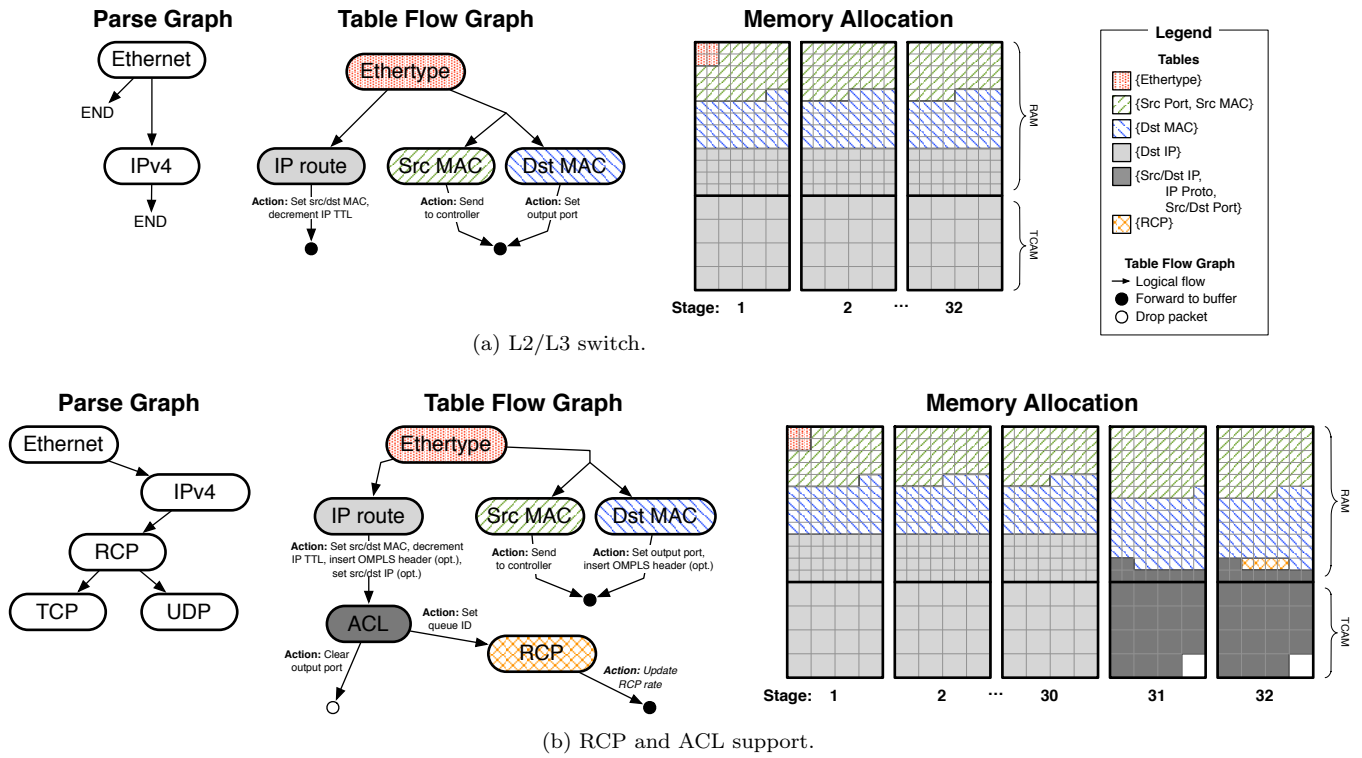 Parse Graph
Table Flow Graph
Memory Allocation
Ethernet
END
IPv4
END
Ethertype
IP route
Src MAC
Dst MAC
Action: Set src/dst MAC,
decrement IP TTL
Action: Send
to controller
Action: Set
output port
RAM
TCAM
Stage: 1 2 ... 32
Legend
Tables
{Ethertype}
{Src Port, Src MAC}
{Dst MAC}
{Dst IP}
{Src/Dst IP,
IP Proto,
Src/Dst Port}
{RCP}
Table Flow Graph
Logical flow
Forward to buffer
Drop packet
(a) L2/L3 switch.
Parse Graph
Table Flow Graph
Memory Allocation
Ethernet
IPv4
RCP
TCP
UDP
Ethertype
IP route
Src MAC
Dst MAC
Action: Set src/dst MAC, decrement
IP TTL, insert OMPLS header (opt.),
set src/dst IP (opt.)
Action: Send
to controller
Action: Set output port,
insert OMPLS header (opt.)
ACL
Action: Set
queue ID
Action: Clear
output port
RCP
Action: Update
RCP rate
RAM
TCAM
Stage: 1 2 ... 30 31 32
(b) RCP and ACL support.